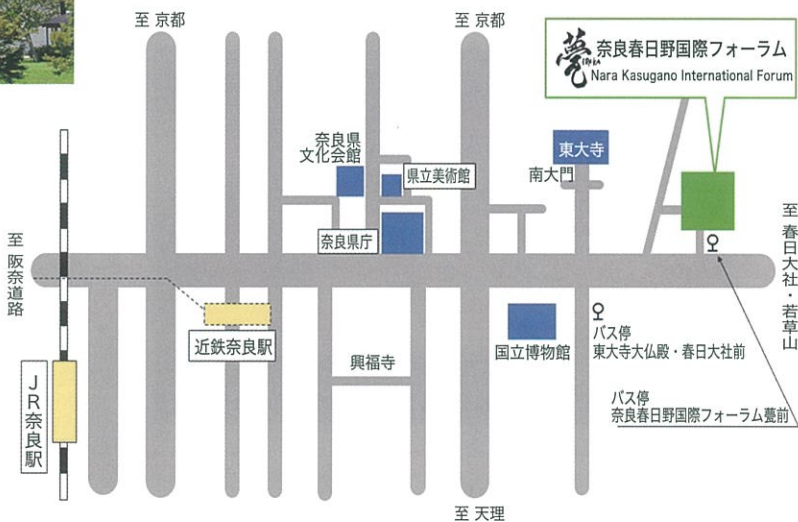 至 京都
至 京都
奈良春日野国際フォーラム
甍
Nara Kasugano International Forum
奈良県
文化会館
県立美術館
東大寺
南大門
奈良県庁
至 阪奈道路
至 春日大社・若草山
近鉄奈良駅
国立博物館
バス停
東大寺大仏殿・春日大社前
興福寺
JR奈良駅
バス停
奈良春日野国際フォーラム甍前
至 天理